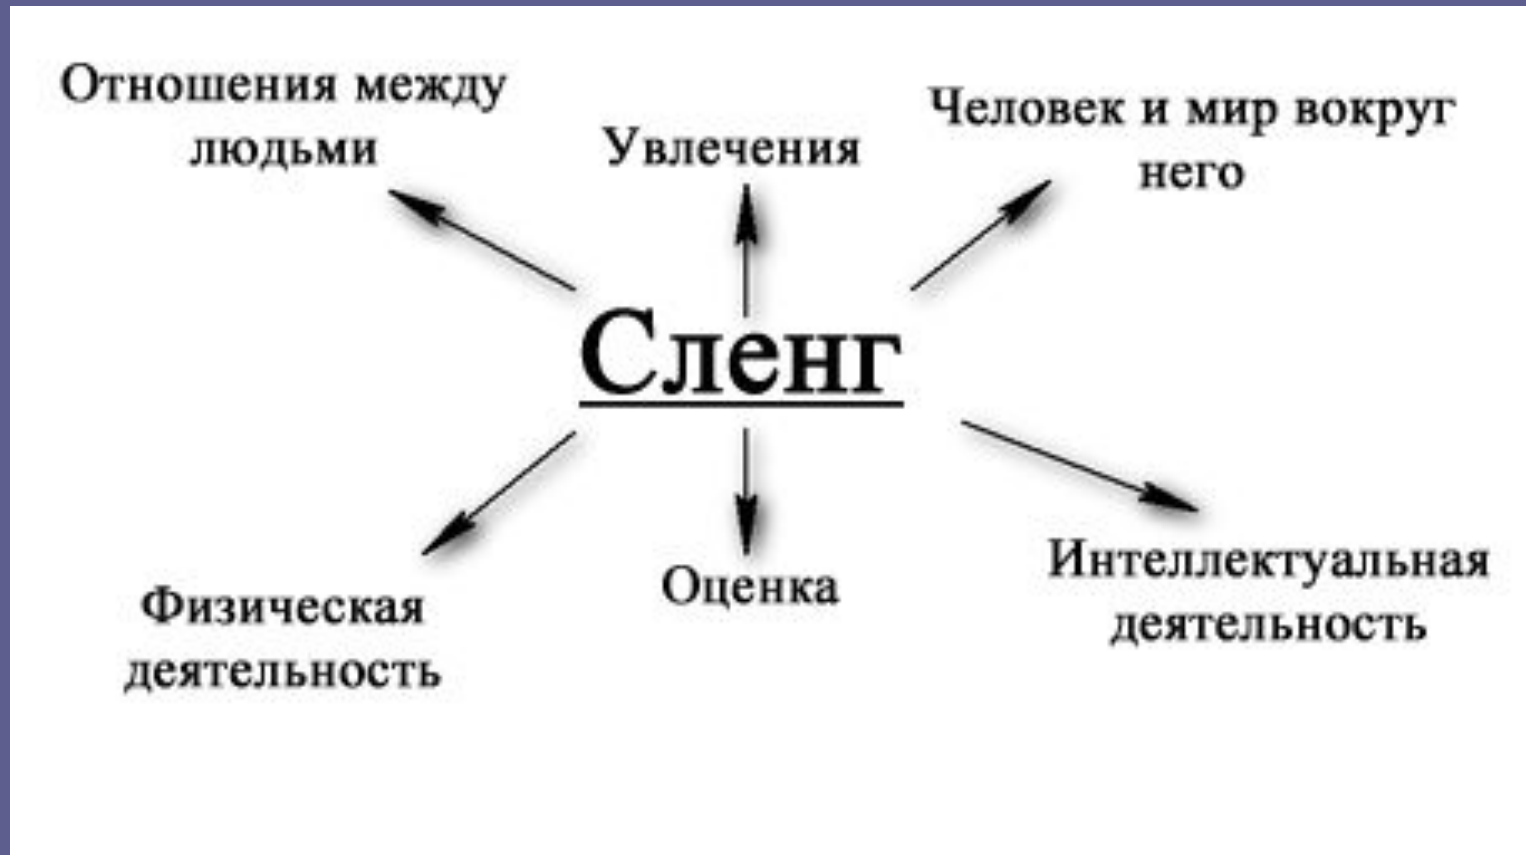 Отношения между
людьми
Увлечения
Человек и мир вокруг
него
Сленг
Физическая
деятельность
Оценка
Интеллектуальная
деятельность